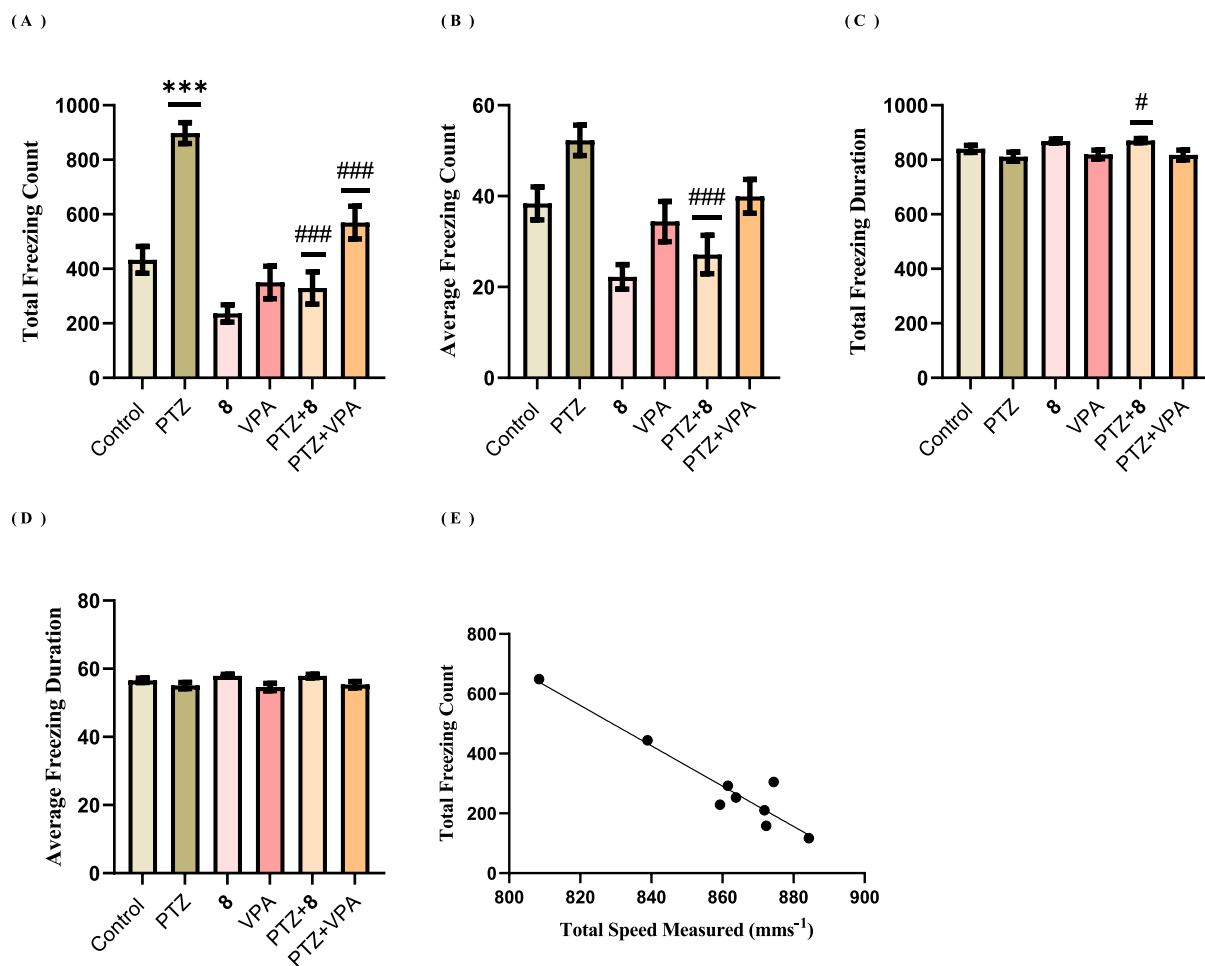 ( A )
( B )
( C )
***
###
###
Total Freezing Count
1000
800
600
400
200
0
Control
PTZ
8
VPA
PTZ+8
PTZ+VPA
###
Average Freezing Count
60
40
20
0
Control
PTZ
8
VPA
PTZ+8
PTZ+VPA
#
Total Freezing Duration
1000
800
600
400
200
0
Control
PTZ
8
VPA
PTZ+8
PTZ+VPA
( D )
( E )
Average Freezing Duration
80
60
40
20
0
Control
PTZ
8
VPA
PTZ+8
PTZ+VPA
Total Freezing Count
800
600
400
200
0
800 820 840 860 880 900
Total Speed Measured (mms⁻¹)